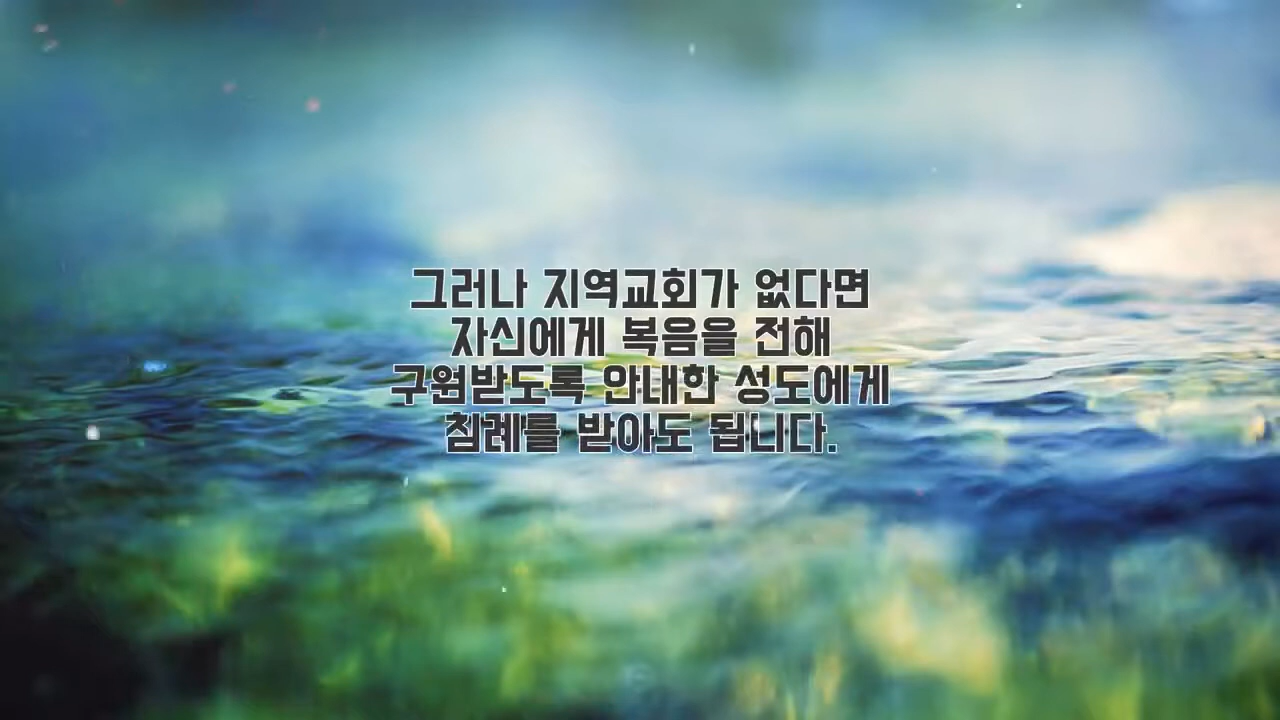 그러나 지역교회가 없다면
자신에게 복음을 전해
구원받도록 안내한 성도에게
침례를 받아도 됩니다.